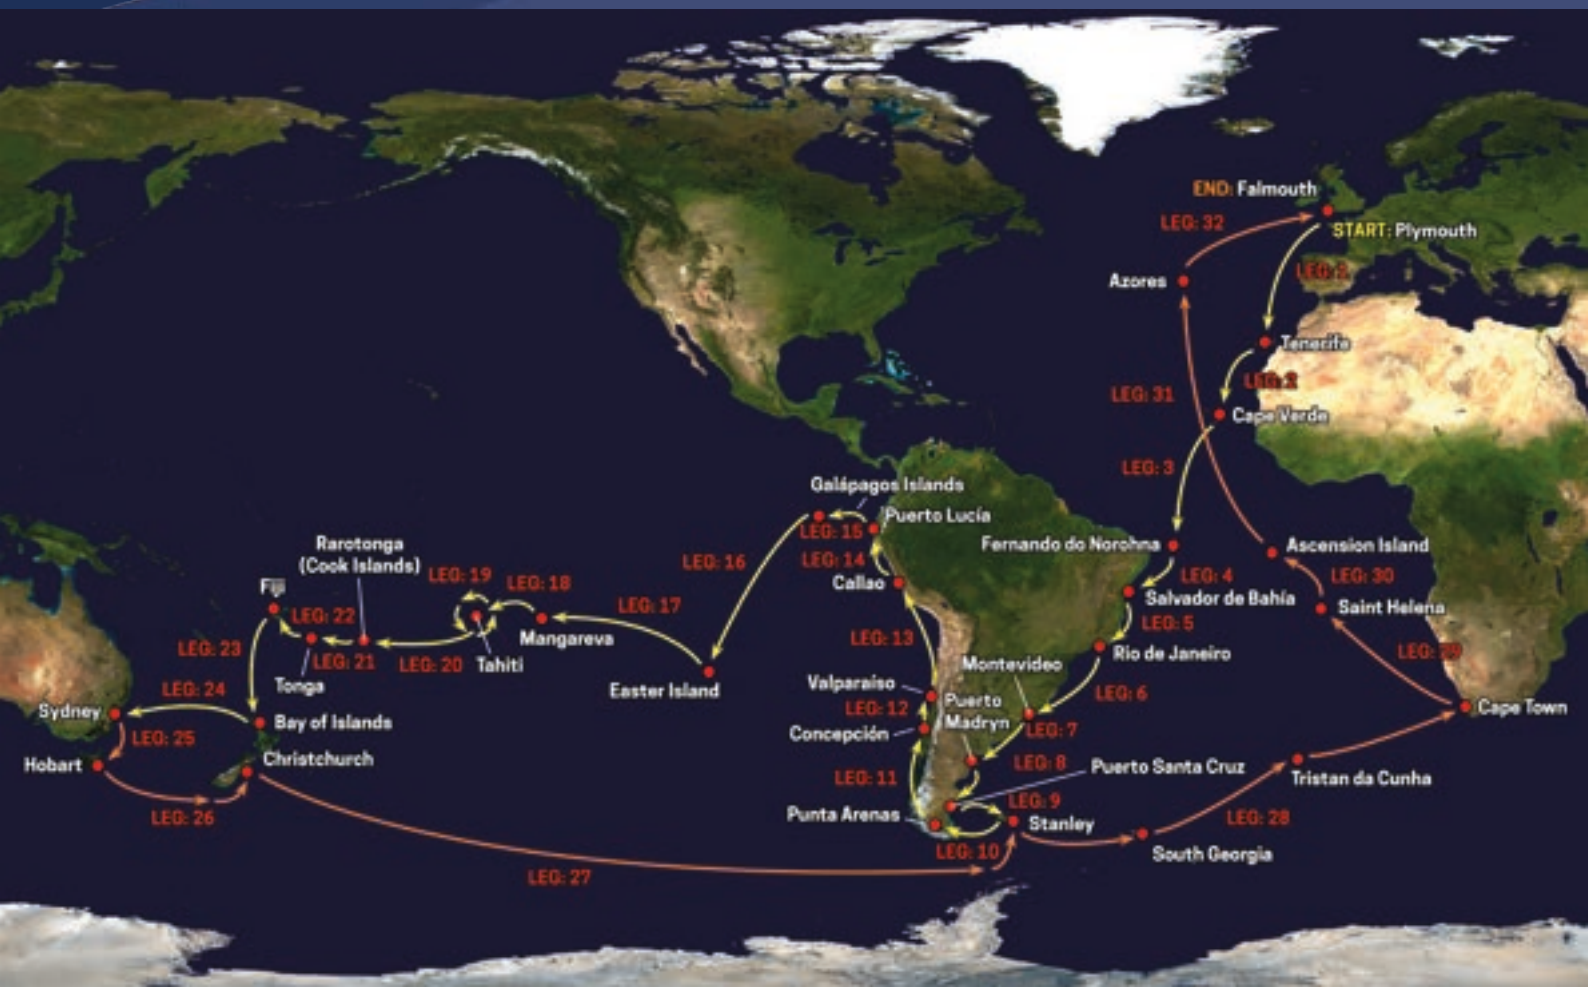 END: Falmouth
LEG: 32
START: Plymouth
LEG: 1
Azores
Tenerife
LEG: 2
LEG: 31
Cape Verde
LEG: 3
Galápagos Islands
Puerto Lucía
LEG: 15
LEG: 14
LEG: 16
Callao
Fernando do Norohna
Ascension Island
LEG: 4
LEG: 30
Salvador de Bahía
Saint Helena
LEG: 5
Rarotonga
(Cook Islands)
LEG: 19
LEG: 18
Fiji
LEG: 22
LEG: 17
Mangareva
LEG: 23
LEG: 21
LEG: 20
Tahiti
Tonga
Easter Island
LEG: 13
Montevideo
Rio de Janeiro
LEG: 29
Valparaiso
LEG: 6
LEG: 12
Puerto
Madryn
Cape Town
LEG: 24
Sydney
Bay of Islands
LEG: 25
Concepción
LEG: 7
Hobart
Christchurch
LEG: 11
LEG: 8
Puerto Santa Cruz
Tristan da Cunha
LEG: 26
Punta Arenas
LEG: 9
Stanley
LEG: 28
LEG: 10
South Georgia
LEG: 27